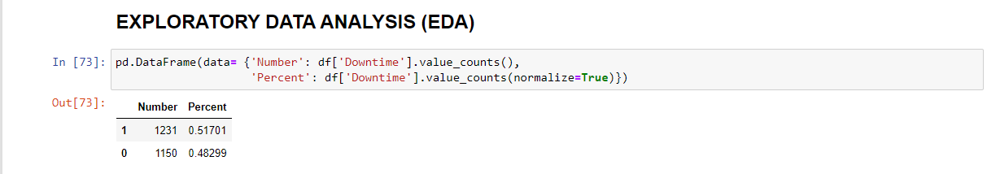 EXPLORATORY DATA ANALYSIS (EDA)
In [73]: pd.DataFrame(data= {'Number': df['Downtime'].value_counts(),
'Percent': df['Downtime'].value_counts(normalize=True)})
Out[73]:
Number Percent
1 1231 0.51701
0 1150 0.48299